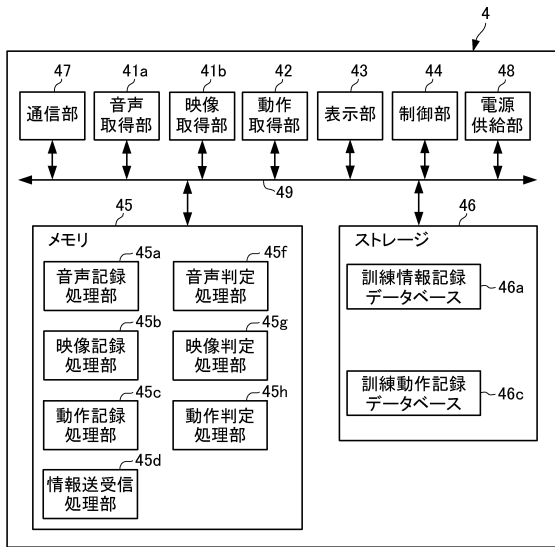 4
47
41a
41b
42
43
44
48
通信部
音声
取得部
映像
取得部
動作
取得部
表示部
制御部
電源
供給部
49
45
メモリ
45a
音声記録
処理部
45f
音声判定
処理部
45b
映像記録
処理部
45g
映像判定
処理部
45c
動作記録
処理部
45h
動作判定
処理部
45d
情報送受信
処理部
46
ストレージ
訓練情報記録
データベース
46a
訓練動作記録
データベース
46c